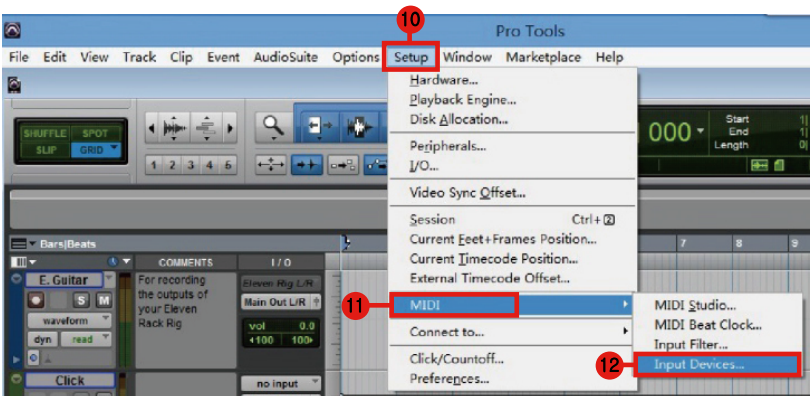 10
Pro Tools
File Edit View Track Clip Event AudioSuite Options Setup Window Marketplace Help
Hardware...
Playback Engine...
Disk Allocation...
Peripherals...
I/O...
Video Sync Offset...
Session Ctrl+2
Current Feet+Frames Position...
Current Timecode Position...
External Timecode Offset...
11
MIDI
Connect to...
Click/Countoff...
Preferences...
MIDI Studio...
MIDI Beat Clock...
Input Filter...
12
Input Devices...
SHUFFLE SPOT
SLIP GRID
1 2 3 4 5
000
Start 1|
End 1|
Length 0|
Bars|Beats
7 8 9
COMMENTS I / O
E. Guitar
S M
waveform
dyn read
For recording
the outputs of
your Eleven
Rack Rig
Eleven Rig L/R
Main Out L/R
vol 0.0
100 100
Click
no input